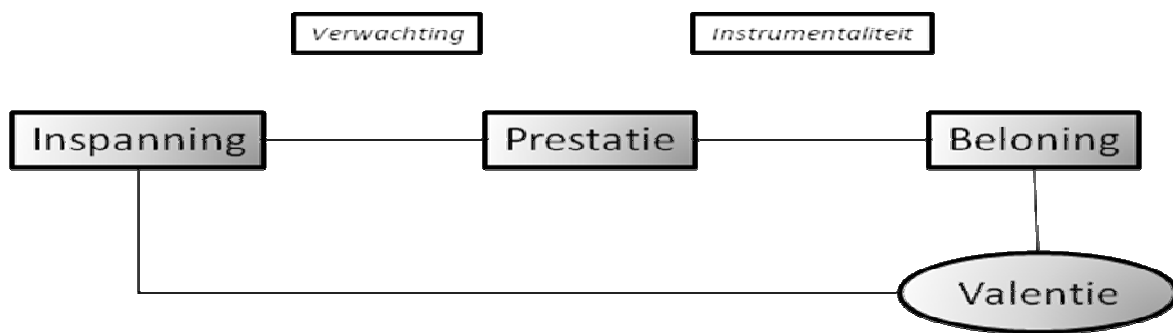 Verwachting
Instrumentaliteit
Inspanning
Prestatie
Beloning
Valentie